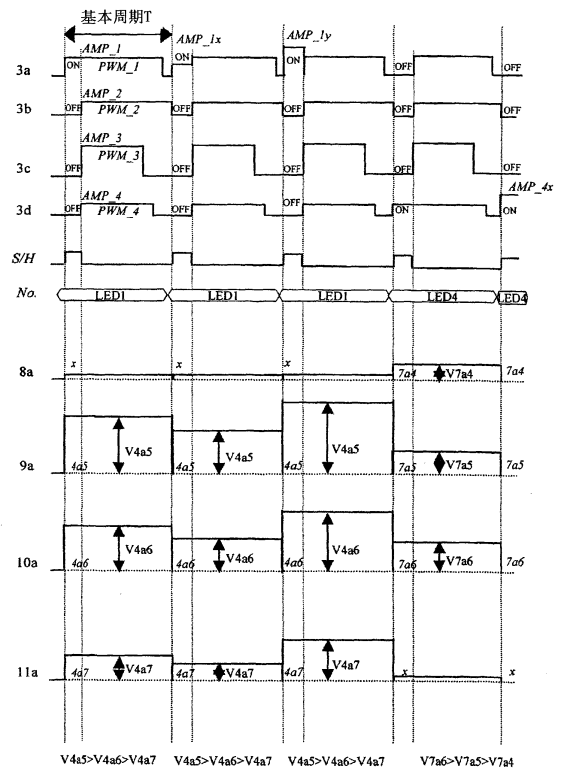 基本周期T
AMP_1 AMP_1x AMP_1y
3a ON PWM_1 ON ON OFF OFF
AMP_2
3b OFF PWM_2 OFF OFF OFF OFF
AMP_3
3c OFF PWM_3 OFF OFF OFF OFF
AMP_4 AMP_4x
3d OFF PWM_4 OFF OFF ON ON
S/H
No. LED1 LED1 LED1 LED4 LED4
8a x x x 7a4 V7a4 7a4
9a 4a5 V4a5 4a5 V4a5 4a5 V4a5 7a5 V7a5 7a5
10a 4a6 V4a6 4a6 V4a6 4a6 V4a6 7a6 V7a6 7a6
11a 4a7 V4a7 4a7 V4a7 4a7 V4a7 x x
V4a5>V4a6>V4a7 V4a5>V4a6>V4a7 V4a5>V4a6>V4a7 V7a6>V7a5>V7a4